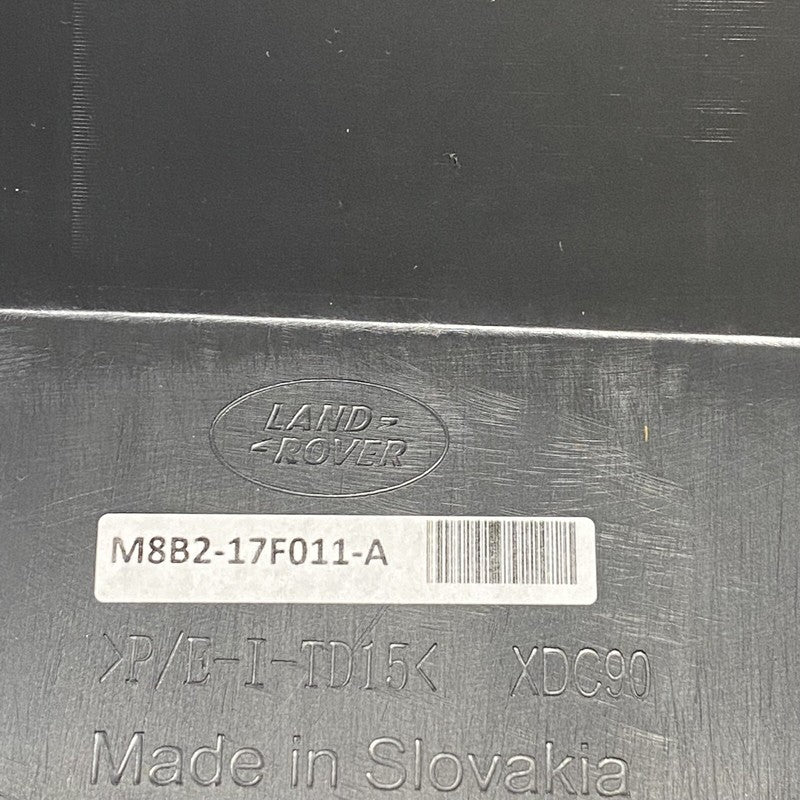 LAND-
-ROVER
M8B2-17F011-A
>P/E-I-TD15< XDC90
Made in Slovakia